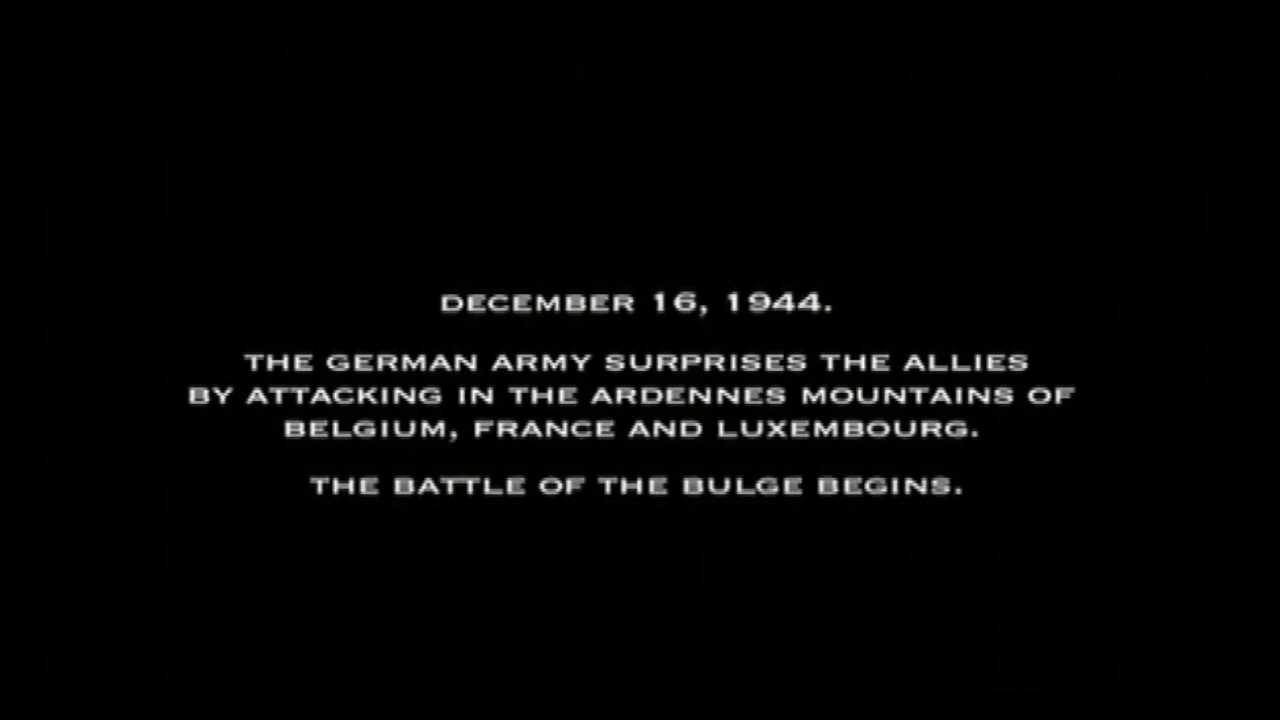 DECEMBER 16, 1944.
THE GERMAN ARMY SURPRISES THE ALLIES
BY ATTACKING IN THE ARDENNES MOUNTAINS OF
BELGIUM, FRANCE AND LUXEMBOURG.
THE BATTLE OF THE BULGE BEGINS.